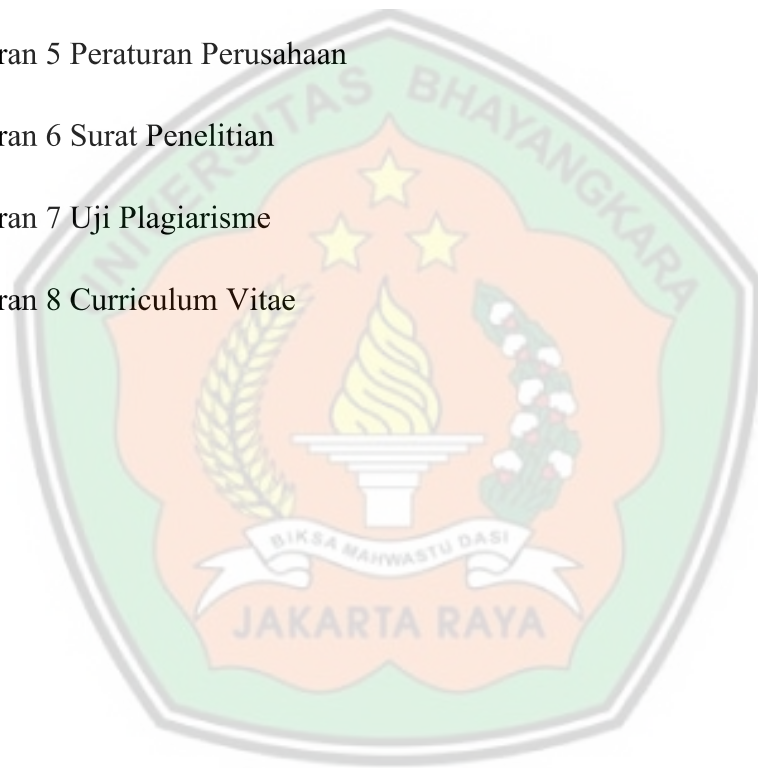 ran 5 Peraturan Perusahaan
ran 6 Surat Penelitian
ran 7 Uji Plagiarisme
ran 8 Curriculum Vitae
UNIVERSITAS BHAYANGKARA
BIKSA MAHWASTU DASI
JAKARTA RAYA